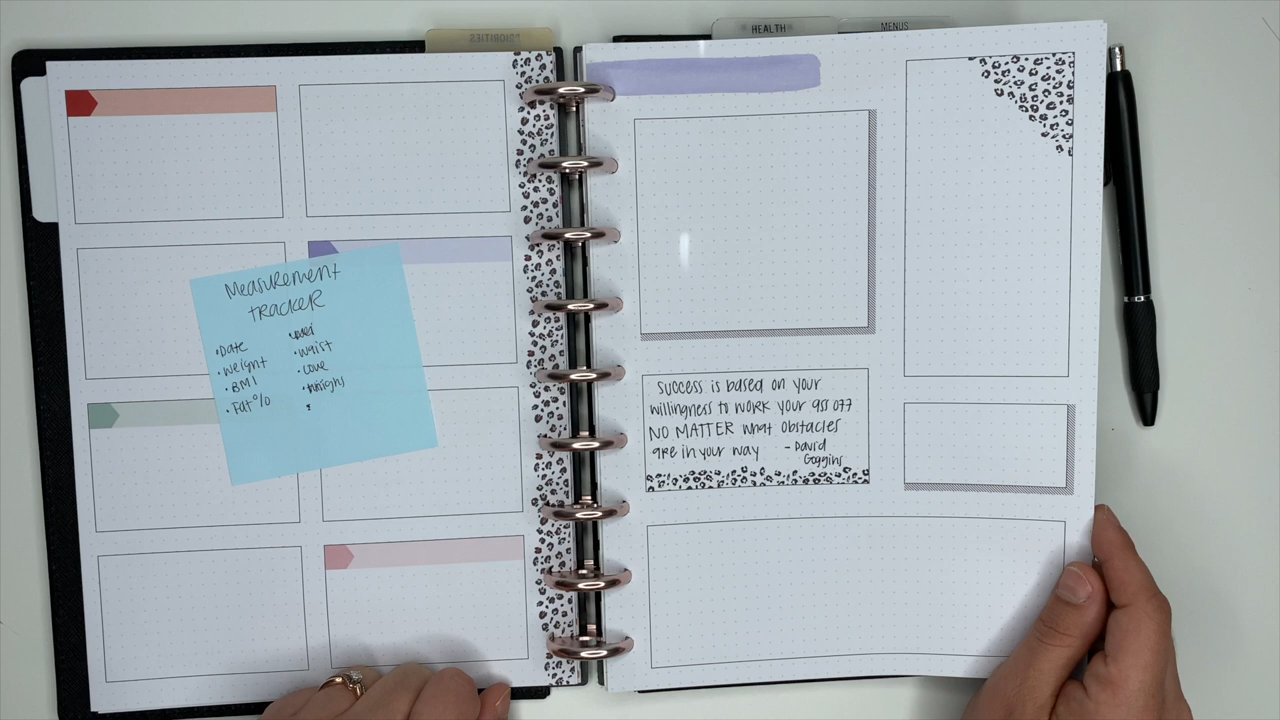 PRIORITIES
HEALTH
MENUS
Measurement
tracker
•Date
•weight
•BMI
•Fat%
•waist
Success is based on your
willingness to work your ass off
NO MATTER what obstacles
are in your way - David
Goggins